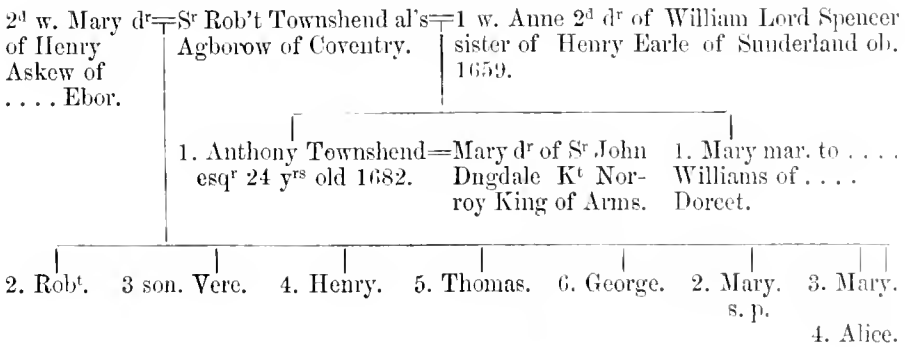 2ᵈ w. Mary dʳ=Sʳ Rob't Townshend al's=1 w. Anne 2ᵈ dʳ of William Lord Spencer
of Henry Agborow of Coventry. sister of Henry Earle of Sunderland ob.
Askew of 1659.
. . . . Ebor.
1. Anthony Townshend=Mary dʳ of Sʳ John 1. Mary mar. to . . . .
esqʳ 24 yʳˢ old 1682. Dugdale Kᵗ Nor- Williams of . . . .
roy King of Arms. Dorcet.
2. Robᵗ. 3 son. Vere. 4. Henry. 5. Thomas. 6. George. 2. Mary. 3. Mary.
s. p.
4. Alice.